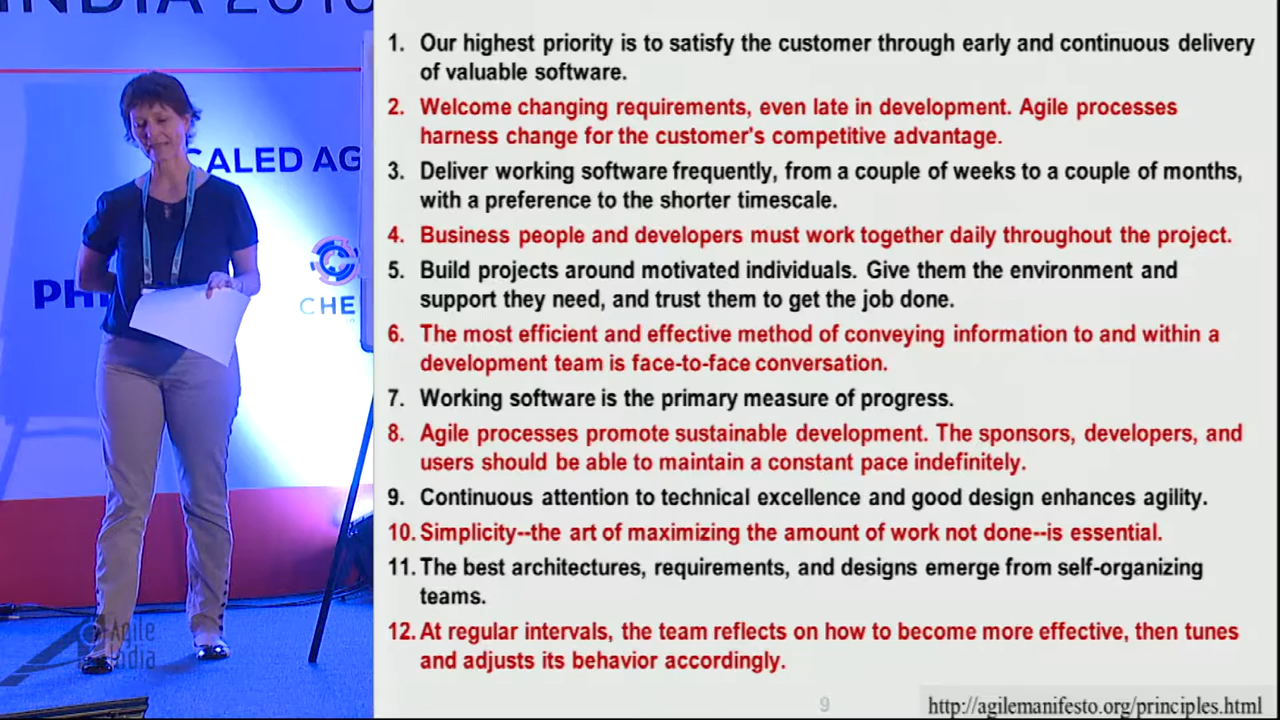 INDIA 2016
CALED AG
PHI
CHE
Agile
India
1. Our highest priority is to satisfy the customer through early and continuous delivery
of valuable software.
2. Welcome changing requirements, even late in development. Agile processes
harness change for the customer's competitive advantage.
3. Deliver working software frequently, from a couple of weeks to a couple of months,
with a preference to the shorter timescale.
4. Business people and developers must work together daily throughout the project.
5. Build projects around motivated individuals. Give them the environment and
support they need, and trust them to get the job done.
6. The most efficient and effective method of conveying information to and within a
development team is face-to-face conversation.
7. Working software is the primary measure of progress.
8. Agile processes promote sustainable development. The sponsors, developers, and
users should be able to maintain a constant pace indefinitely.
9. Continuous attention to technical excellence and good design enhances agility.
10. Simplicity--the art of maximizing the amount of work not done--is essential.
11. The best architectures, requirements, and designs emerge from self-organizing
teams.
12. At regular intervals, the team reflects on how to become more effective, then tunes
and adjusts its behavior accordingly.
9
http://agilemanifesto.org/principles.html